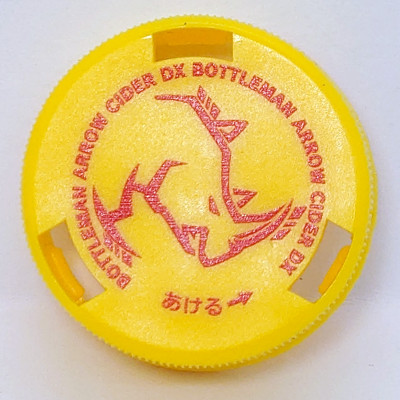 BOTTLEMAN ARROW CIDER DX BOTTLEMAN ARROW CIDER DX
あける